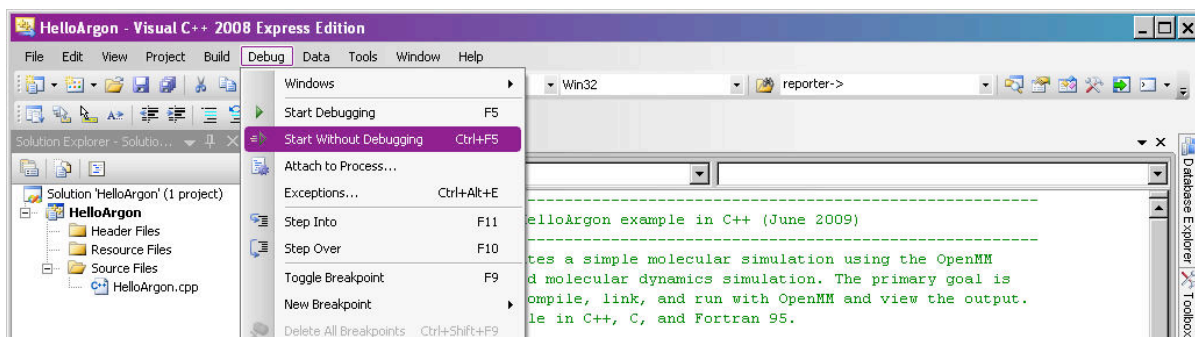 HelloArgon - Visual C++ 2008 Express Edition
File Edit View Project Build Debug Data Tools Window Help
Win32 reporter->
Solution Explorer - Solutio...
Solution 'HelloArgon' (1 project)
HelloArgon
Header Files
Resource Files
Source Files
HelloArgon.cpp
Windows
Start Debugging F5
Start Without Debugging Ctrl+F5
Attach to Process...
Exceptions... Ctrl+Alt+E
Step Into F11
Step Over F10
Toggle Breakpoint F9
New Breakpoint
Delete All Breakpoints Ctrl+Shift+F9
elloArgon example in C++ (June 2009)
tes a simple molecular simulation using the OpenMM
d molecular dynamics simulation. The primary goal is
ompile, link, and run with OpenMM and view the output.
le in C++, C, and Fortran 95.
Database Explorer
Toolbox